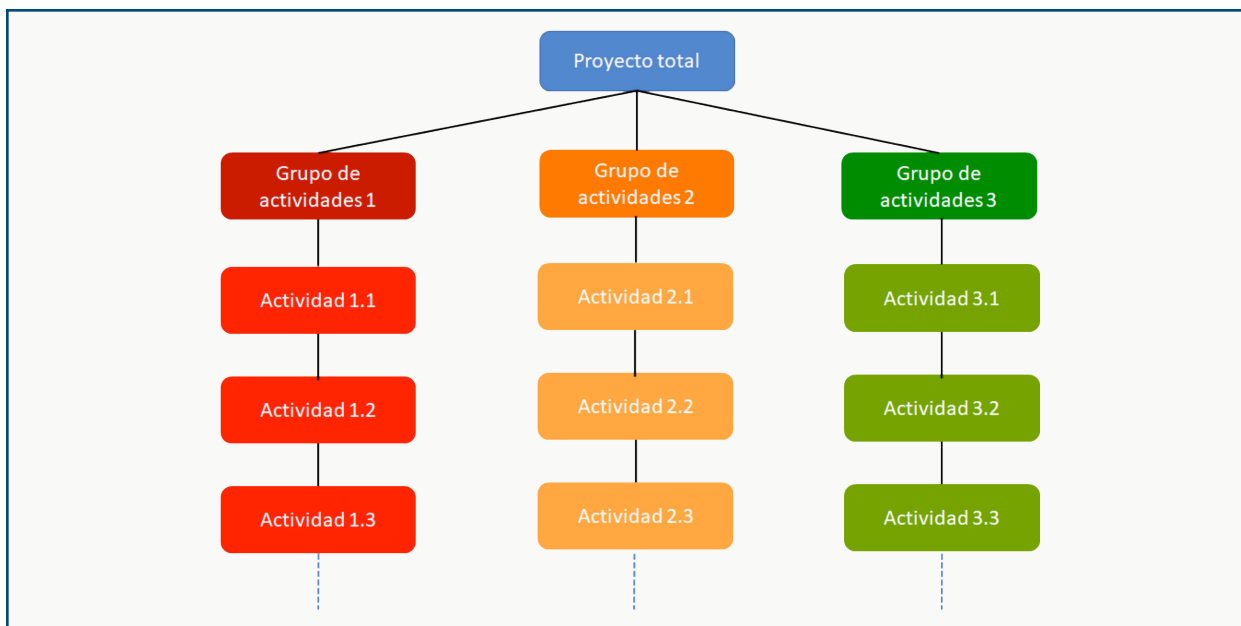 Proyecto total
Grupo de
actividades 1
Grupo de
actividades 2
Grupo de
actividades 3
Actividad 1.1
Actividad 2.1
Actividad 3.1
Actividad 1.2
Actividad 2.2
Actividad 3.2
Actividad 1.3
Actividad 2.3
Actividad 3.3